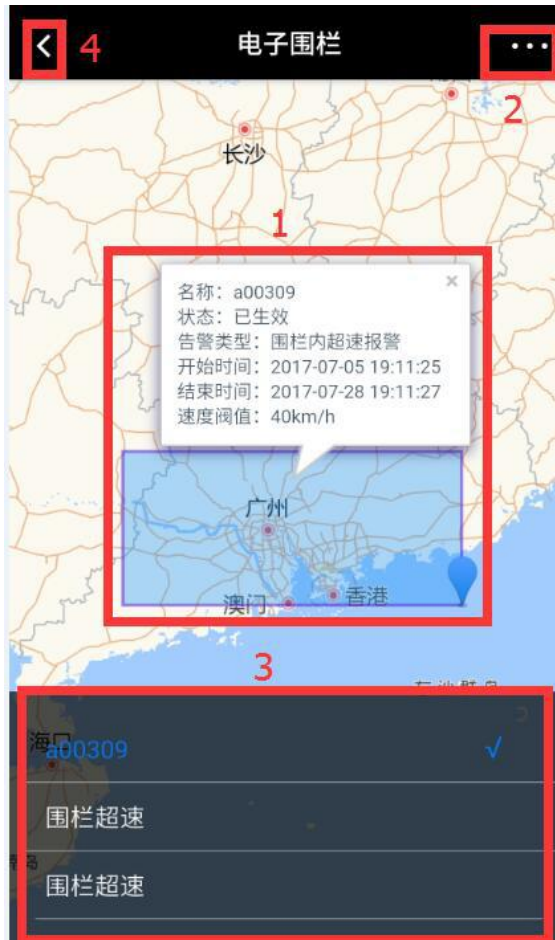 4
电子围栏
2
长沙
1
名称：a00309
状态：已生效
告警类型：围栏内超速报警
开始时间：2017-07-05 19:11:25
结束时间：2017-07-28 19:11:27
速度阀值：40km/h
广州
澳门
香港
3
海口
a00309 √
围栏超速
围栏超速